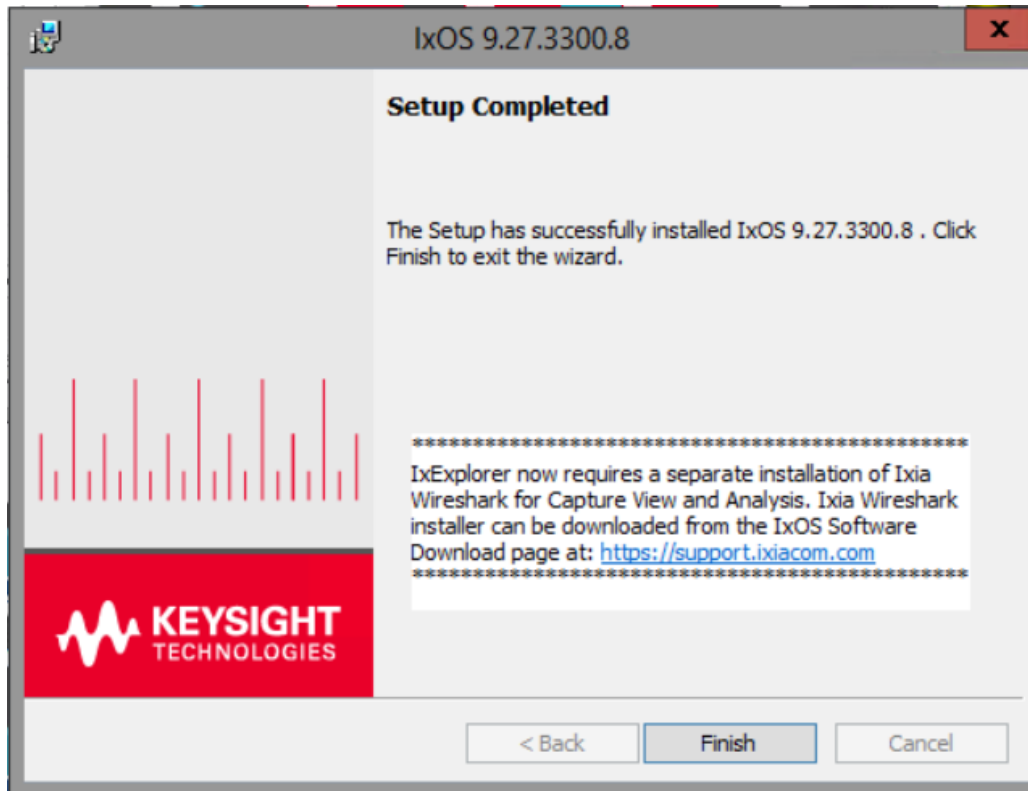 IxOS 9.27.3300.8
x
Setup Completed
The Setup has successfully installed IxOS 9.27.3300.8 . Click
Finish to exit the wizard.
**********************************************
IxExplorer now requires a separate installation of Ixia
Wireshark for Capture View and Analysis. Ixia Wireshark
installer can be downloaded from the IxOS Software
Download page at: https://support.ixiacom.com
**********************************************
KEYSIGHT
TECHNOLOGIES
< Back
Finish
Cancel